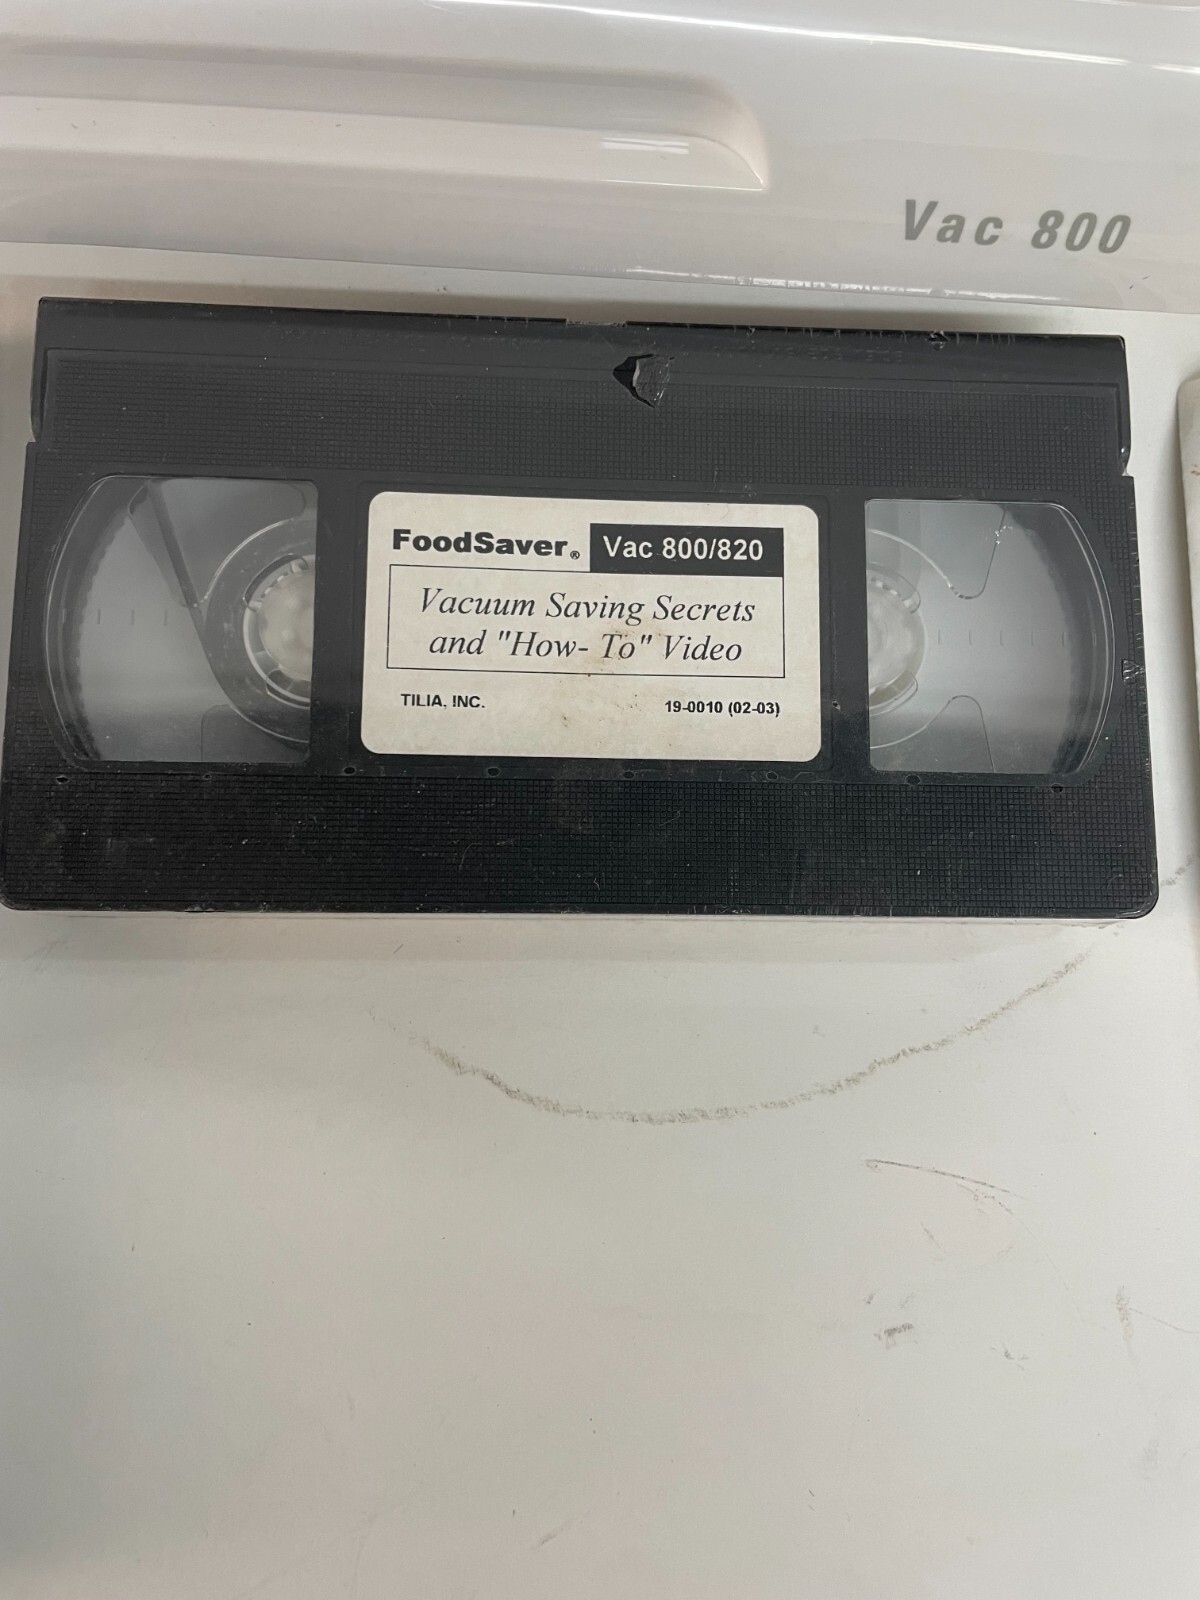 Vac 800
FoodSaver® Vac 800/820
Vacuum Saving Secrets
and "How- To" Video
TILIA, INC. 19-0010 (02-03)